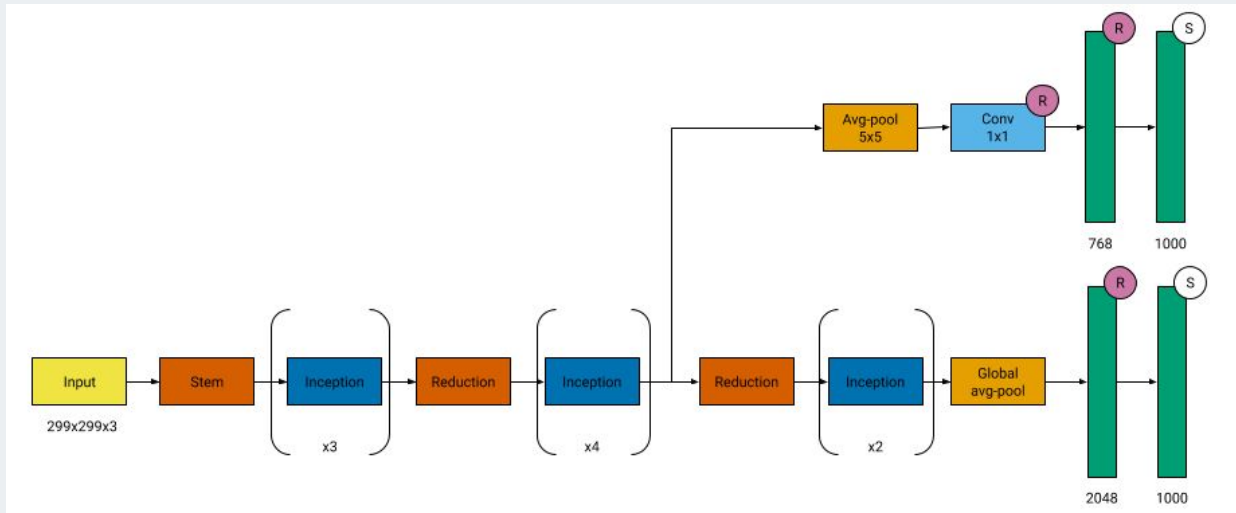 R
S
Avg-pool
5x5
R
Conv
1x1
768
1000
R
S
Input
Stem
Inception
Reduction
Inception
Reduction
Inception
Global
avg-pool
299x299x3
x3
x4
x2
2048
1000